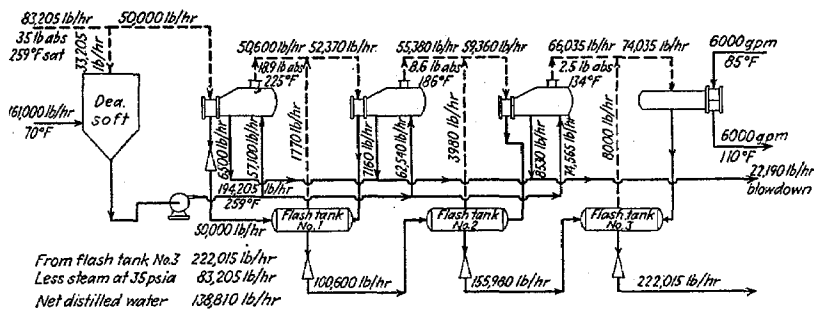 83,205 lb/hr
50,000 lb/hr
35 lb abs
259°F sat
33,205 lb/hr
161,000 lb/hr
70°F
Dea.
soft
50,600 lb/hr
52,370 lb/hr
18.9 lb abs
225°F
55,380 lb/hr
59,360 lb/hr
8.6 lb abs
186°F
66,035 lb/hr
74,035 lb/hr
2.5 lb abs
134°F
6000 gpm
85°F
6000 gpm
110°F
57,100 lb/hr
1770 lb/hr
7,160 lb/hr
62,540 lb/hr
3980 lb/hr
8530 lb/hr
74,565 lb/hr
8000 lb/hr
194,205 lb/hr
259°F
22,190 lb/hr
blowdown
50,000 lb/hr
Flash tank
No.1
Flash tank
No.2
Flash tank
No.3
100,600 lb/hr
155,980 lb/hr
222,015 lb/hr
From flash tank No.3 222,015 lb/hr
Less steam at 35 psia 83,205 lb/hr
Net distilled water 138,810 lb/hr